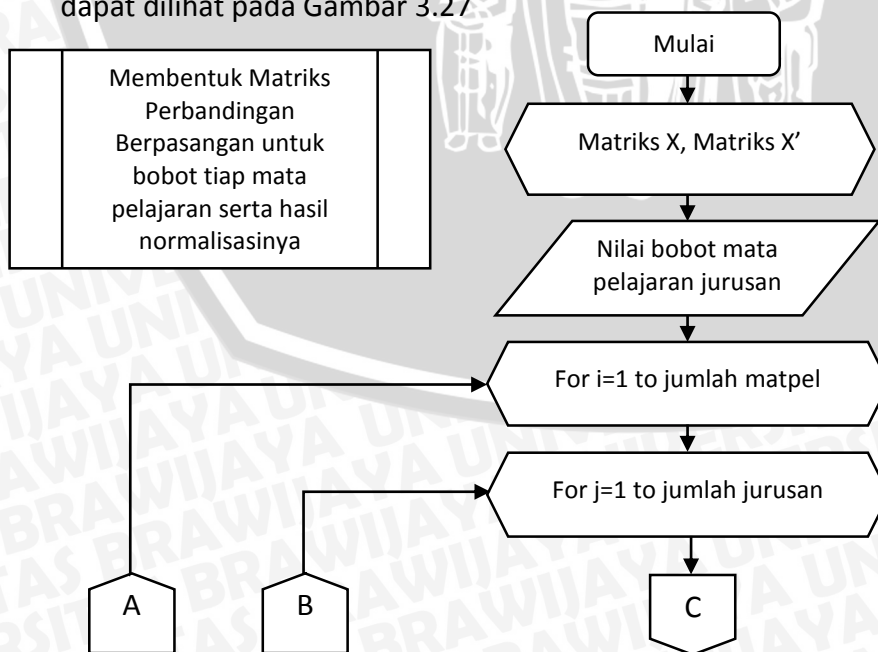 dapat dilihat pada Gambar 3.27
Membentuk Matriks
Perbandingan
Berpasangan untuk
bobot tiap mata
pelajaran serta hasil
normalisasinya
Mulai
Matriks X, Matriks X’
Nilai bobot mata
pelajaran jurusan
For i=1 to jumlah matpel
For j=1 to jumlah jurusan
A
B
C